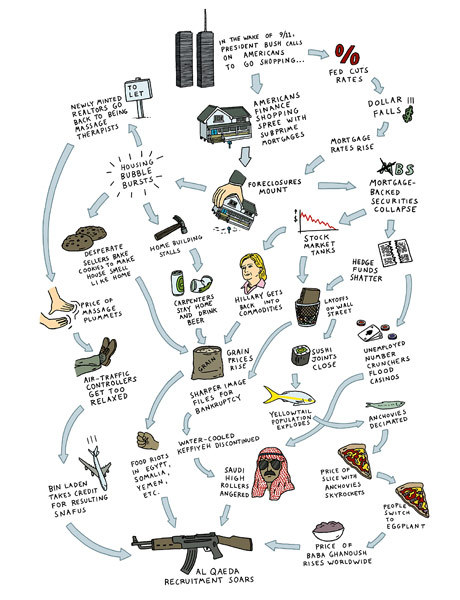 IN THE WAKE OF 9/11,
PRESIDENT BUSH CALLS
ON AMERICANS
TO GO SHOPPING...
%
FED CUTS
RATES
TO
LET
NEWLY MINTED
REALTORS GO
BACK TO BEING
MASSAGE
THERAPISTS
AMERICANS
FINANCE
SHOPPING
SPREE WITH
SUBPRIME
MORTGAGES
DOLLAR
FALLS
MORTGAGE
RATES RISE
HOUSING
BUBBLE
BURSTS
FORECLOSURES
MOUNT
BS
MORTGAGE-
BACKED
SECURITIES
COLLAPSE
DESPERATE
SELLERS BAKE
COOKIES TO MAKE
HOUSE SMELL
LIKE HOME
HOME BUILDING
STALLS
STOCK
MARKET
TANKS
HEDGE
FUNDS
SHATTER
CARPENTERS
STAY HOME
AND DRINK
BEER
HILLARY GETS
BACK INTO
COMMODITIES
LAYOFFS
ON WALL
STREET
PRICE OF
MASSAGE
PLUMMETS
GRAIN
GRAIN
PRICES
RISE
SUSHI
JOINTS
CLOSE
UNEMPLOYED
NUMBER
CRUNCHERS
FLOOD
CASINOS
AIR-TRAFFIC
CONTROLLERS
GET TOO
RELAXED
SHARPER IMAGE
FILES FOR
BANKRUPTCY
YELLOWTAIL
POPULATION
EXPLODES
ANCHOVIES
DECIMATED
WATER-COOLED
KEFFIYEH DISCONTINUED
BIN LADEN
TAKES CREDIT
FOR RESULTING
SNAFUS
FOOD RIOTS
IN EGYPT,
SOMALIA,
YEMEN,
ETC.
SAUDI
HIGH
ROLLERS
ANGERED
PRICE OF
SLICE WITH
ANCHOVIES
SKYROCKETS
PEOPLE
SWITCH
TO
EGGPLANT
PRICE OF
BABA GHANOUSH
RISES WORLDWIDE
AL QAEDA
RECRUITMENT SOARS